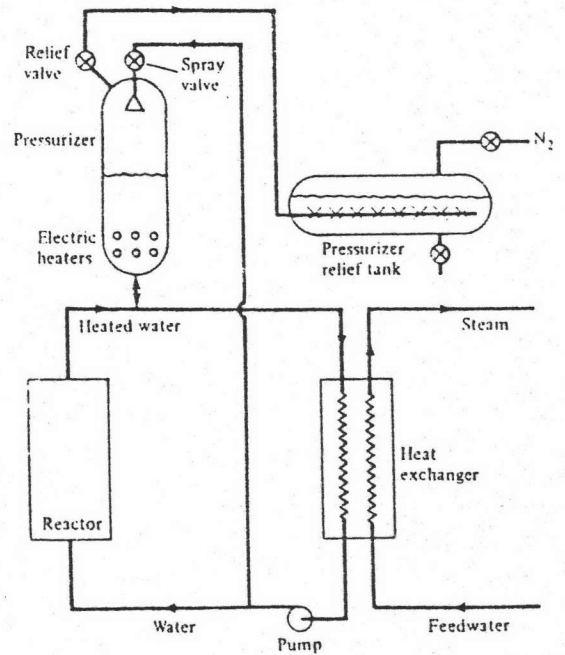 Relief
valve
Spray
valve
Pressurizer
N2
Electric
heaters
Pressurizer
relief tank
Heated water
Steam
Heat
exchanger
Reactor
Water
Pump
Feedwater